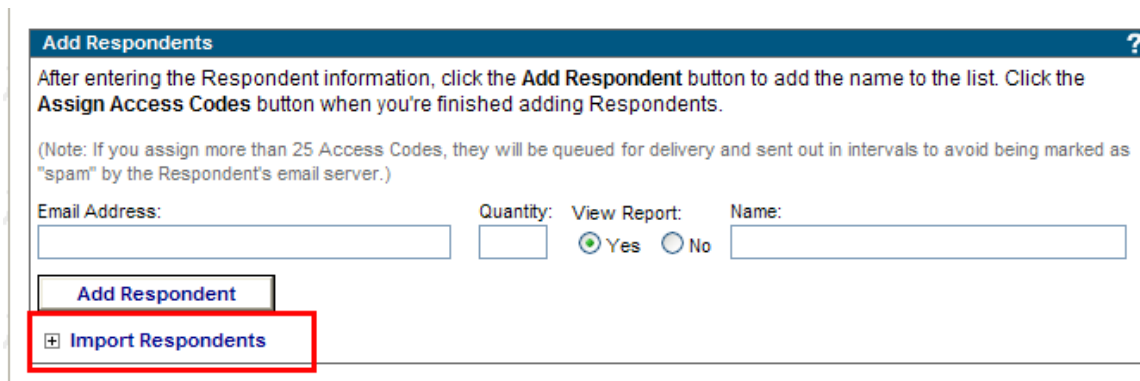 Add Respondents ?
After entering the Respondent information, click the Add Respondent button to add the name to the list. Click the
Assign Access Codes button when you're finished adding Respondents.
(Note: If you assign more than 25 Access Codes, they will be queued for delivery and sent out in intervals to avoid being marked as
"spam" by the Respondent's email server.)
Email Address: Quantity: View Report: Name:
Yes No
Add Respondent
Import Respondents